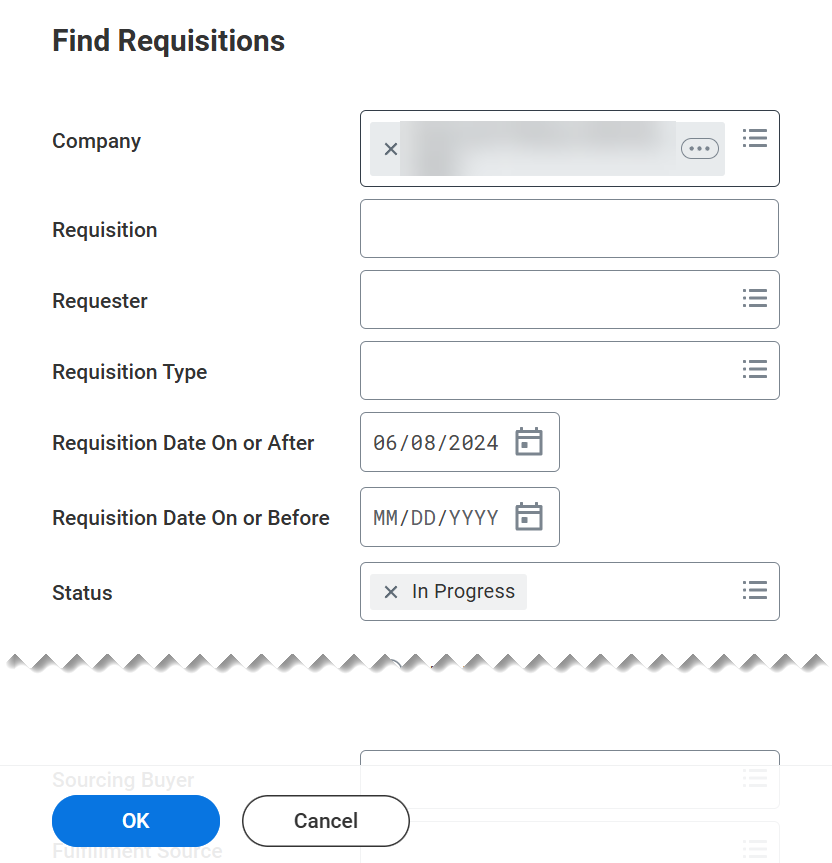 Find Requisitions
Company
Requisition
Requester
Requisition Type
Requisition Date On or After 06/08/2024
Requisition Date On or Before MM/DD/YYYY
Status In Progress
Sourcing Buyer
OK Cancel
Fulfillment Source